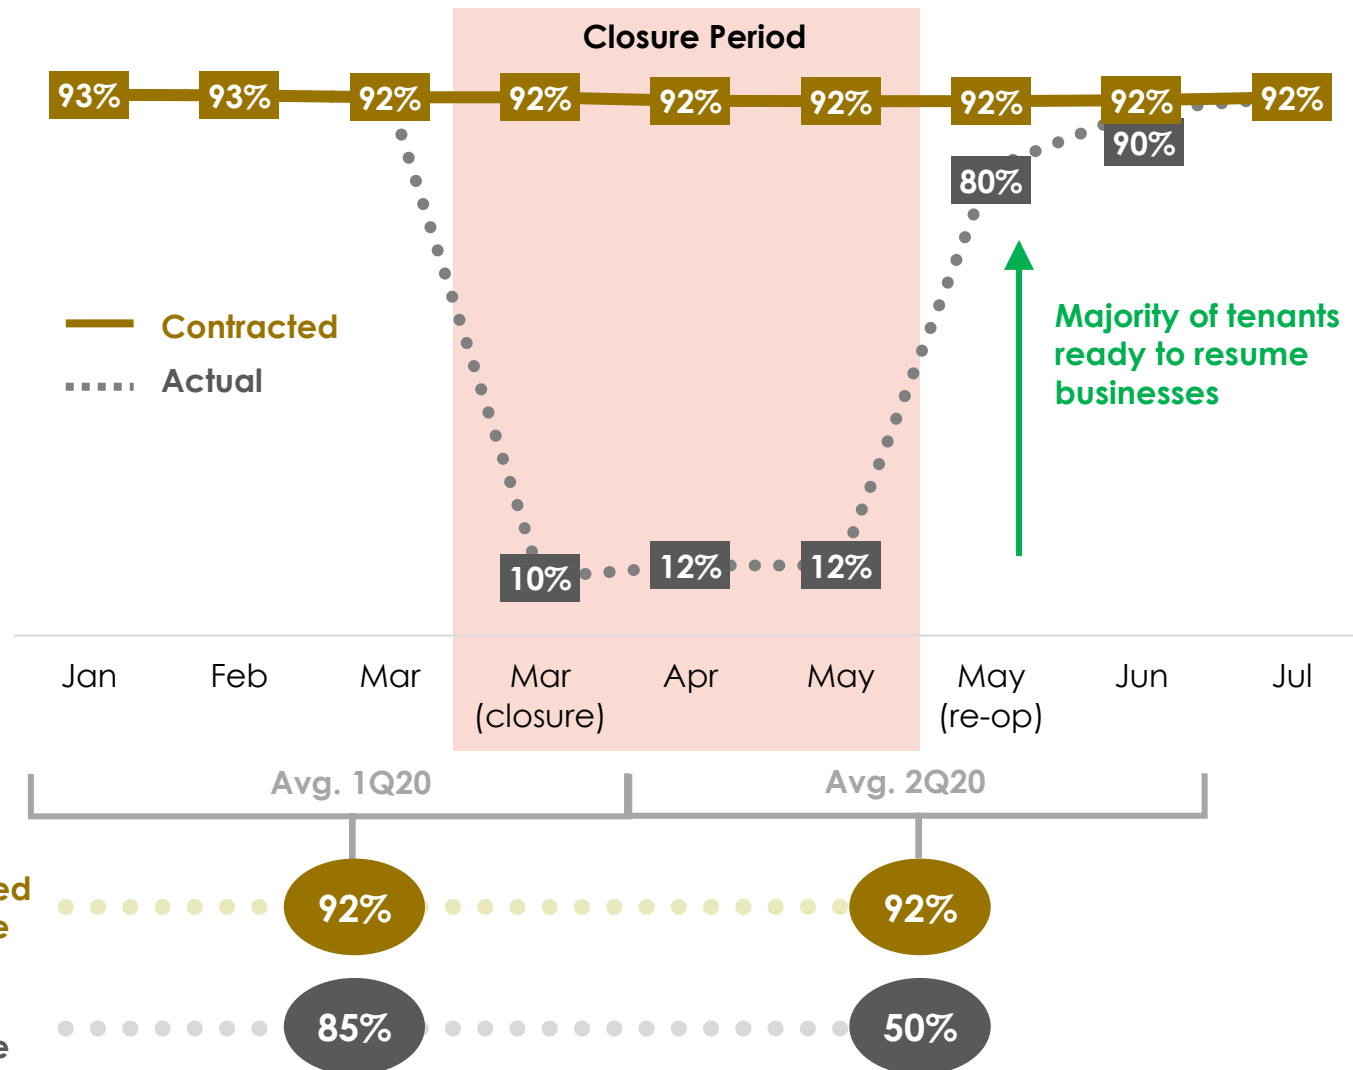 Closure Period
93%
93%
92%
92%
92%
92%
92%
92%
92%
90%
80%
Contracted
Actual
Majority of tenants
ready to resume
businesses
10%
12%
12%
Jan
Feb
Mar
Mar
(closure)
Apr
May
May
(re-op)
Jun
Jul
Avg. 1Q20
Avg. 2Q20
92%
92%
85%
50%